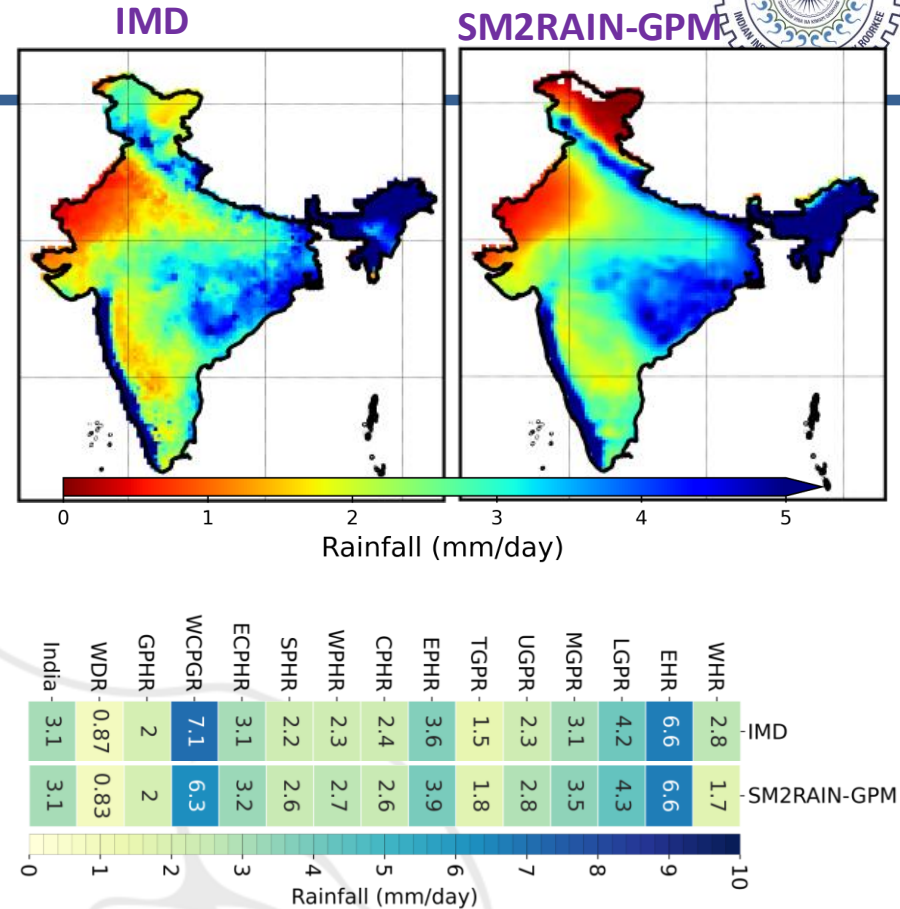 IMD
SM2RAIN-GPM
INDIAN INS
ROORKEE
0 1 2 3 4 5
Rainfall (mm/day)
India WDR GPHR WCPGR ECPHR SPHR WPHR CPHR EPHR TGPR UGPR MGPR LGPR EHR WHR
3.1 0.87 2 7.1 3.1 2.2 2.3 2.4 3.6 1.5 2.3 3.1 4.2 6.6 2.8 IMD
3.1 0.83 2 6.3 3.2 2.6 2.7 2.6 3.9 1.8 2.8 3.5 4.3 6.6 1.7 SM2RAIN-GPM
0 1 2 3 4 5 6 7 8 9 10
Rainfall (mm/day)